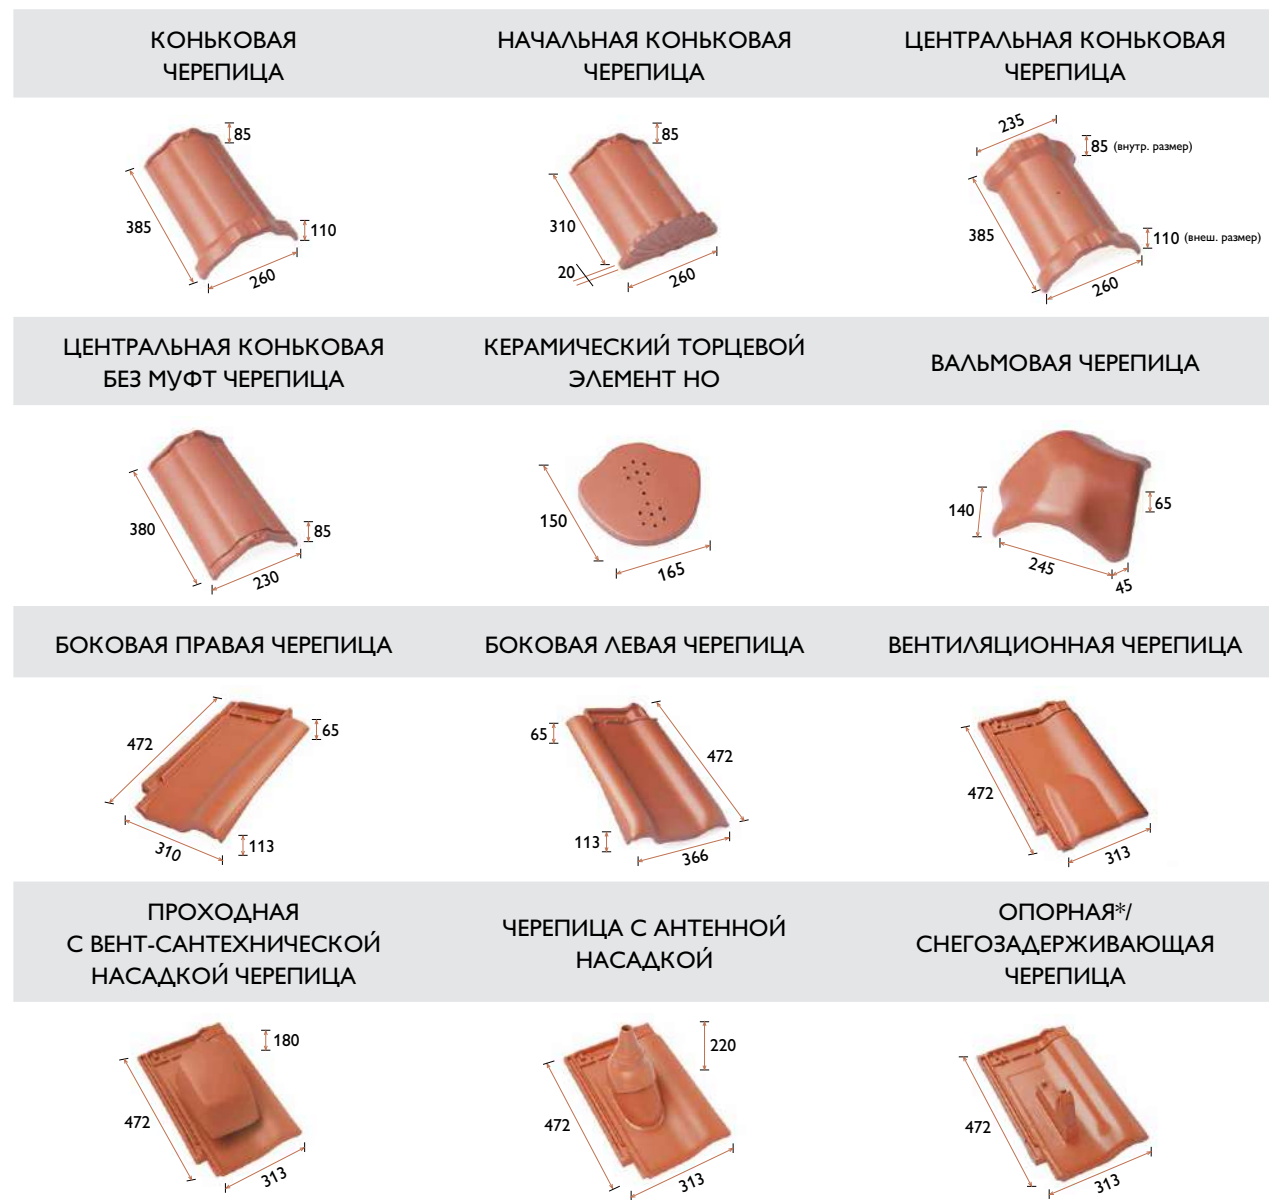 КОНЬКОВАЯ
ЧЕРЕПИЦА
НАЧАЛЬНАЯ КОНЬКОВАЯ
ЧЕРЕПИЦА
ЦЕНТРАЛЬНАЯ КОНЬКОВАЯ
ЧЕРЕПИЦА
85
385
110
260
85
310
20
260
235
85 (внутр. размер)
385
110 (внеш. размер)
260
ЦЕНТРАЛЬНАЯ КОНЬКОВАЯ
БЕЗ МУФТ ЧЕРЕПИЦА
КЕРАМИЧЕСКИЙ ТОРЦЕВОЙ
ЭЛЕМЕНТ НО
ВАЛЬМОВАЯ ЧЕРЕПИЦА
380
85
230
150
165
140
65
245
45
БОКОВАЯ ПРАВАЯ ЧЕРЕПИЦА
БОКОВАЯ ЛЕВАЯ ЧЕРЕПИЦА
ВЕНТИЛЯЦИОННАЯ ЧЕРЕПИЦА
472
65
310
113
65
472
113
366
472
313
ПРОХОДНАЯ
С ВЕНТ-САНТЕХНИЧЕСКОЙ
НАСАДКОЙ ЧЕРЕПИЦА
ЧЕРЕПИЦА С АНТЕННОЙ
НАСАДКОЙ
ОПОРНАЯ*/
СНЕГОЗАДЕРЖИВАЮЩАЯ
ЧЕРЕПИЦА
180
472
313
220
472
313
472
313